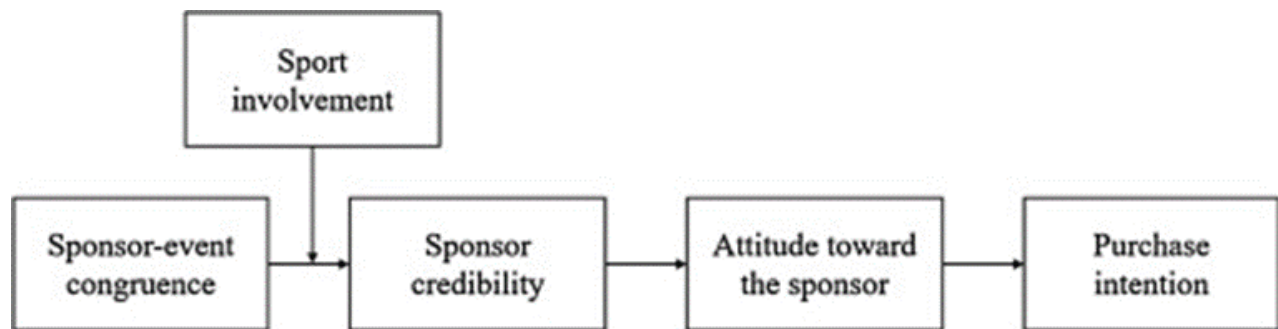 Sport
involvement
Sponsor-event
congruence
Sponsor
credibility
Attitude toward
the sponsor
Purchase
intention